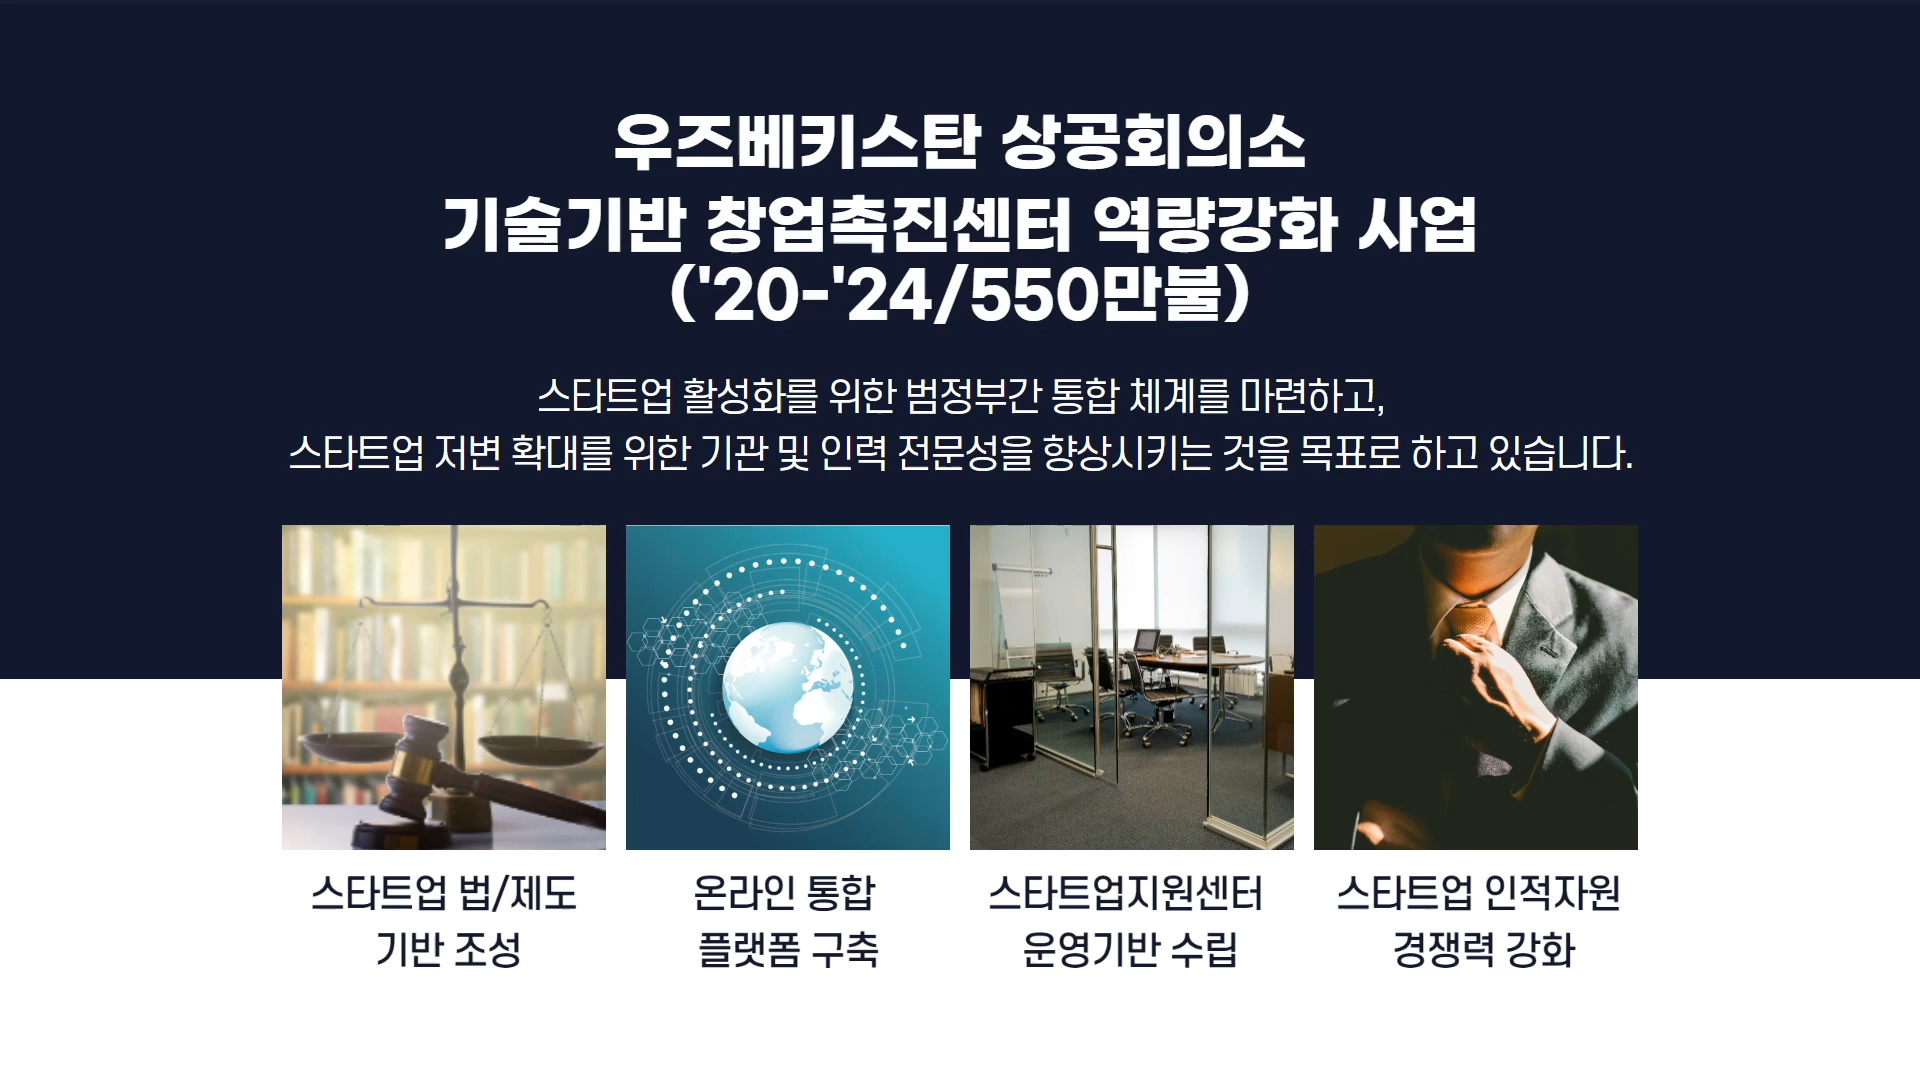 우즈베키스탄 상공회의소
기술기반 창업촉진센터 역량강화 사업
('20-'24/550만불)
스타트업 활성화를 위한 범정부간 통합 체계를 마련하고,
스타트업 저변 확대를 위한 기관 및 인력 전문성을 향상시키는 것을 목표로 하고 있습니다.
스타트업 법/제도
기반 조성
온라인 통합
플랫폼 구축
스타트업지원센터
운영기반 수립
스타트업 인적자원
경쟁력 강화